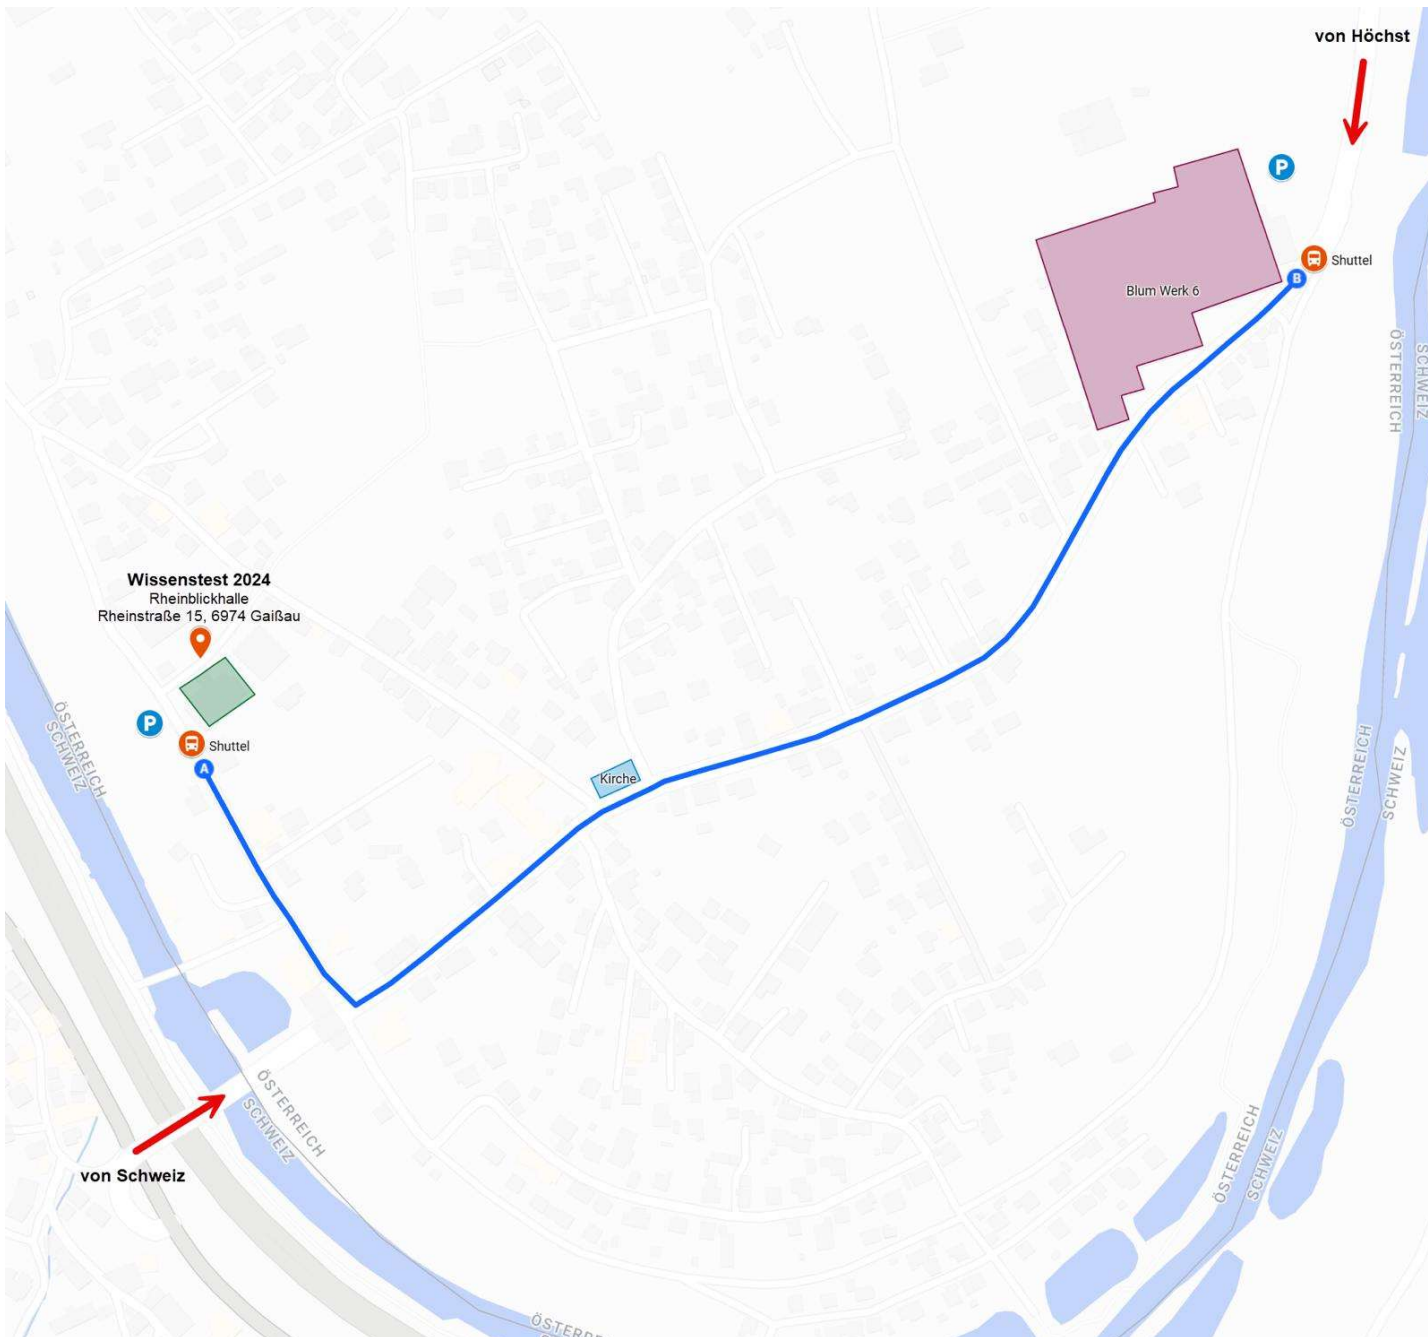 von Höchst
P
Shuttel
B
Blum Werk 6
ÖSTERREICH
SCHWEIZ
Wissenstest 2024
Rheinblickhalle
Rheinstraße 15, 6974 Gaißau
P
Shuttel
A
ÖSTERREICH
SCHWEIZ
Kirche
ÖSTERREICH
SCHWEIZ
ÖSTERREICH
SCHWEIZ
von Schweiz
ÖSTERREICH
SCHWEIZ